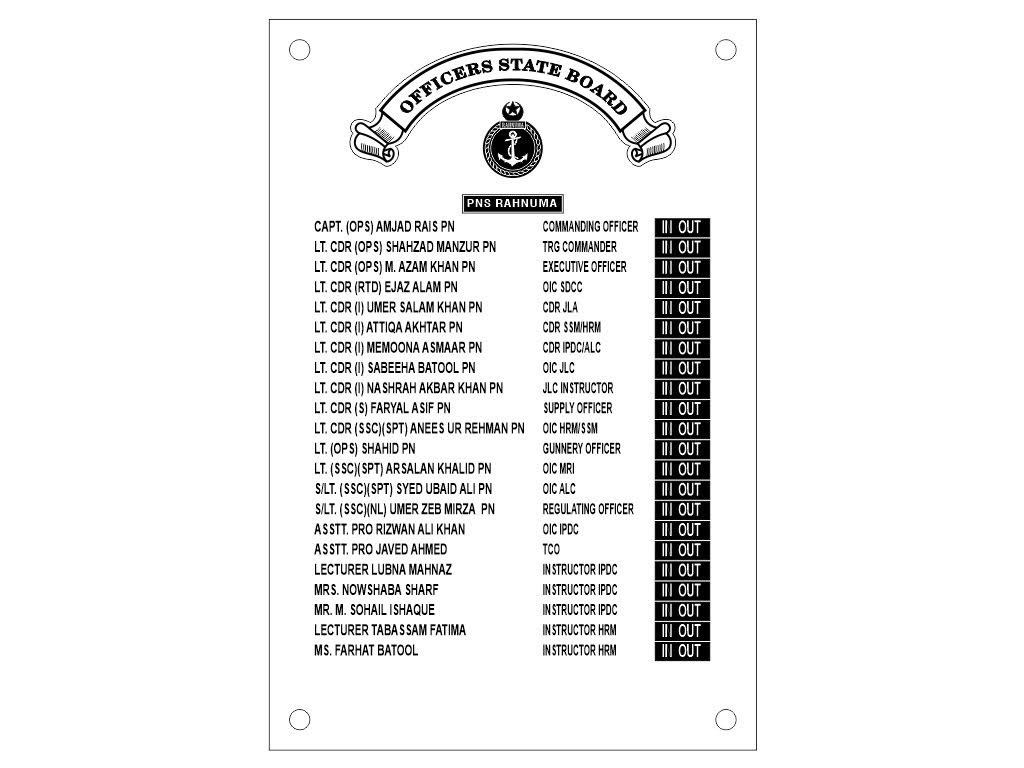 OFFICERS STATE BOARD
RAHNUMA
PNS RAHNUMA
CAPT. (OPS) AMJAD RAIS PN COMMANDING OFFICER IN OUT
LT. CDR (OPS) SHAHZAD MANZUR PN TRG COMMANDER IN OUT
LT. CDR (OPS) M. AZAM KHAN PN EXECUTIVE OFFICER IN OUT
LT. CDR (RTD) EJAZ ALAM PN OIC SDCC IN OUT
LT. CDR (I) UMER SALAM KHAN PN CDR JLA IN OUT
LT. CDR (I) ATTIQA AKHTAR PN CDR SSM/HRM IN OUT
LT. CDR (I) MEMOONA ASMAAR PN CDR IPDC/ALC IN OUT
LT. CDR (I) SABEEHA BATOOL PN OIC JLC IN OUT
LT. CDR (I) NASHRAH AKBAR KHAN PN JLC INSTRUCTOR IN OUT
LT. CDR (S) FARYAL ASIF PN SUPPLY OFFICER IN OUT
LT. CDR (SSC)(SPT) ANEES UR REHMAN PN OIC HRM/SSM IN OUT
LT. (OPS) SHAHID PN GUNNERY OFFICER IN OUT
LT. (SSC)(SPT) ARSALAN KHALID PN OIC MRI IN OUT
S/LT. (SSC)(SPT) SYED UBAID ALI PN OIC ALC IN OUT
S/LT. (SSC)(NL) UMER ZEB MIRZA PN REGULATING OFFICER IN OUT
ASSTT. PRO RIZWAN ALI KHAN OIC IPDC IN OUT
ASSTT. PRO JAVED AHMED TCO IN OUT
LECTURER LUBNA MAHNAZ INSTRUCTOR IPDC IN OUT
MRS. NOWSHABA SHARF INSTRUCTOR IPDC IN OUT
MR. M. SOHAIL ISHAQUE INSTRUCTOR IPDC IN OUT
LECTURER TABASSAM FATIMA INSTRUCTOR HRM IN OUT
MS. FARHAT BATOOL INSTRUCTOR HRM IN OUT